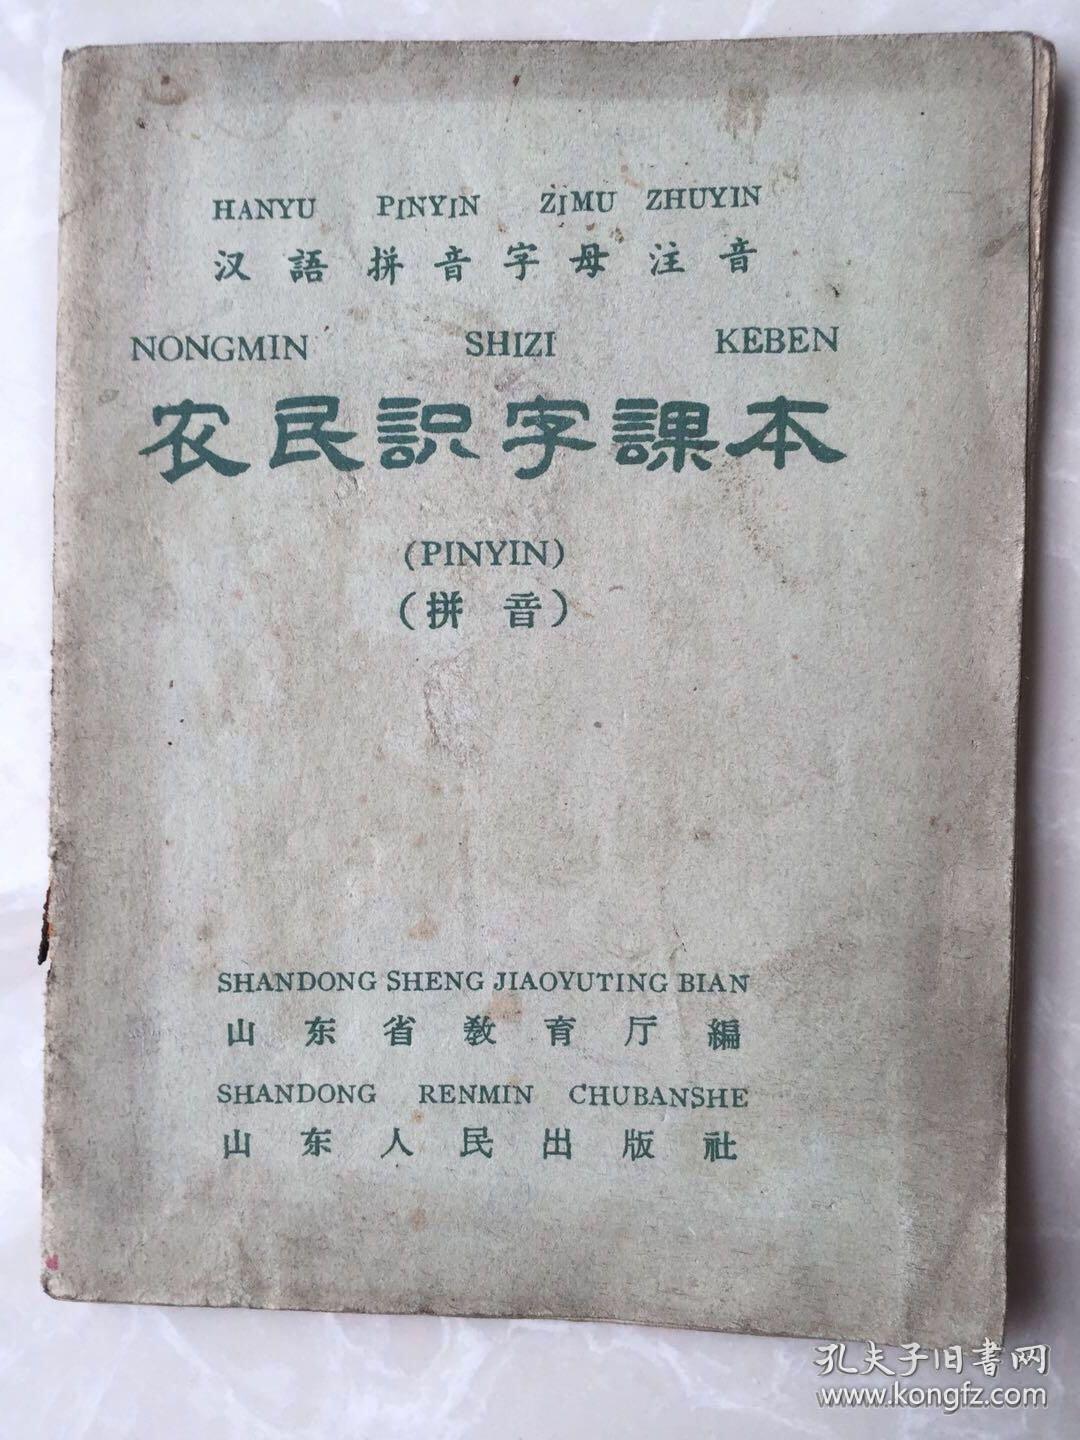 HANYU PINYIN ZIMU ZHUYIN
汉語拼音字母注音
NONGMIN SHIZI KEBEN
农民識字課本
(PINYIN)
(拼音)
SHANDONG SHENG JIAOYUTING BIAN
山东省教育厅編
SHANDONG RENMIN CHUBANSHE
山东人民出版社
孔夫子旧書网
www.kongfz.com